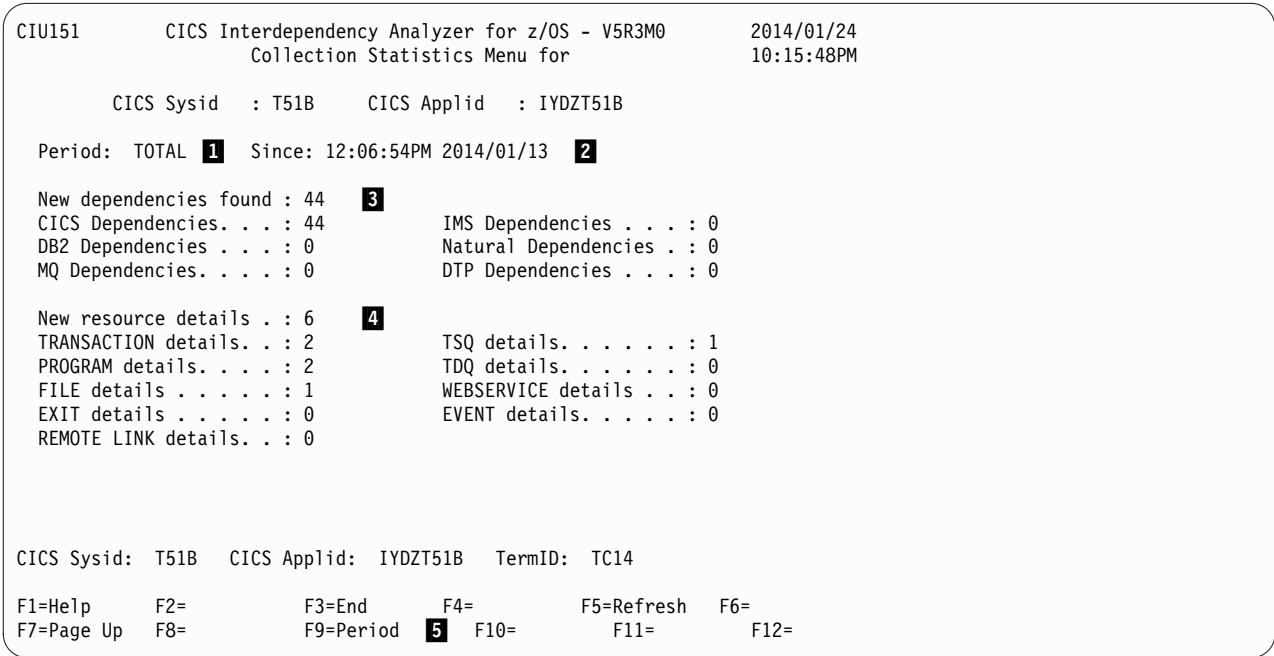 CIU151 CICS Interdependency Analyzer for z/OS - V5R3M0 2014/01/24
Collection Statistics Menu for 10:15:48PM
CICS Sysid : T51B CICS Applid : IYDZT51B
Period: TOTAL 1 Since: 12:06:54PM 2014/01/13 2
New dependencies found : 44 3
CICS Dependencies. . . : 44 IMS Dependencies . . . : 0
DB2 Dependencies . . . : 0 Natural Dependencies . : 0
MQ Dependencies. . . . : 0 DTP Dependencies . . . : 0
New resource details . : 6 4
TRANSACTION details. . : 2 TSQ details. . . . . . : 1
PROGRAM details. . . . : 2 TDQ details. . . . . . : 0
FILE details . . . . . : 1 WEBSERVICE details . . : 0
EXIT details . . . . . : 0 EVENT details. . . . . : 0
REMOTE LINK details. . : 0
CICS Sysid: T51B CICS Applid: IYDZT51B TermID: TC14
F1=Help F2= F3=End F4= F5=Refresh F6=
F7=Page Up F8= F9=Period 5 F10= F11= F12=